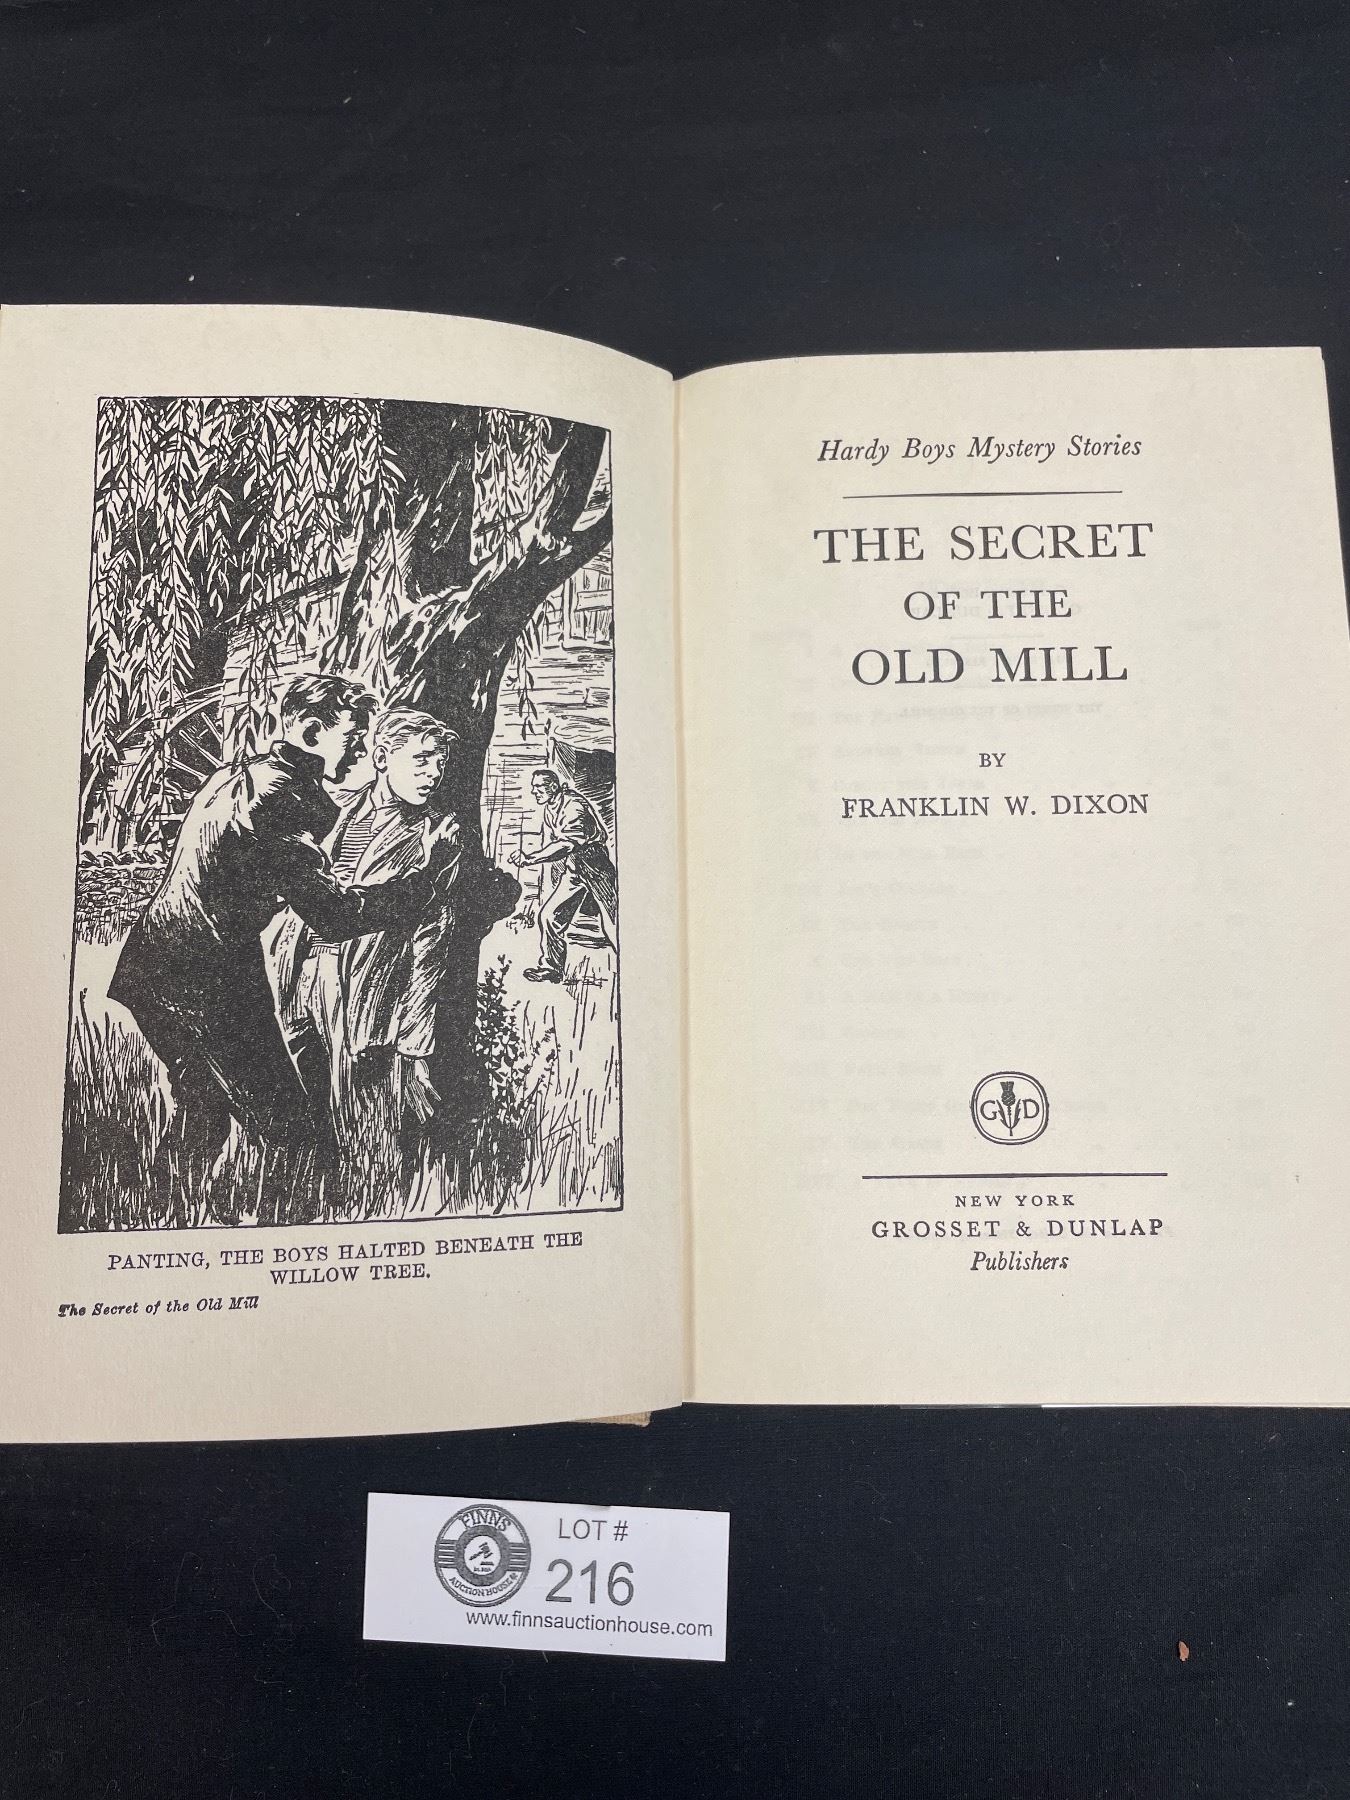 PANTING, THE BOYS HALTED BENEATH THE
WILLOW TREE.
The Secret of the Old Mill
Hardy Boys Mystery Stories
THE SECRET
OF THE
OLD MILL
BY
FRANKLIN W. DIXON
G D
NEW YORK
GROSSET & DUNLAP
Publishers
FINNS
AUCTION HOUSE
LOT #
216
www.finnsauctionhouse.com